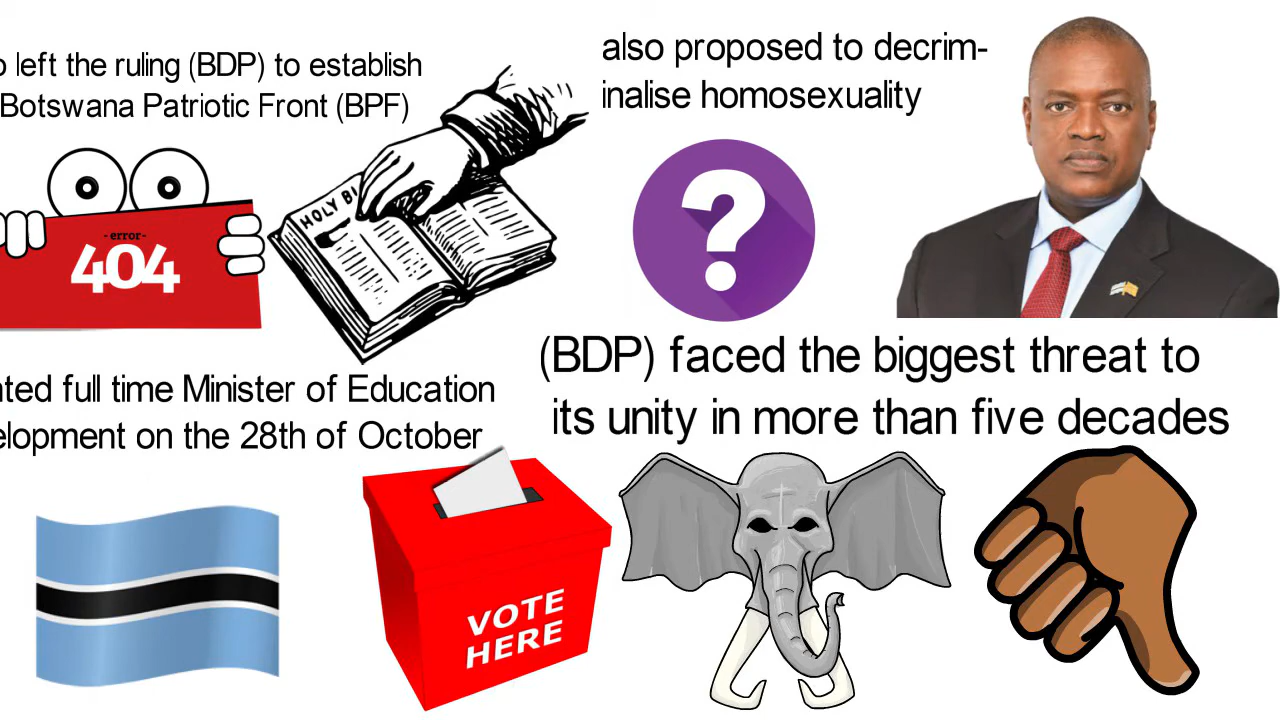 left the ruling (BDP) to establish
Botswana Patriotic Front (BPF)
also proposed to decrim-
inalise homosexuality
-error-
404
HOLY BI
(BDP) faced the biggest threat to
its unity in more than five decades
full time Minister of Education
on the 28th of October
VOTE
HERE